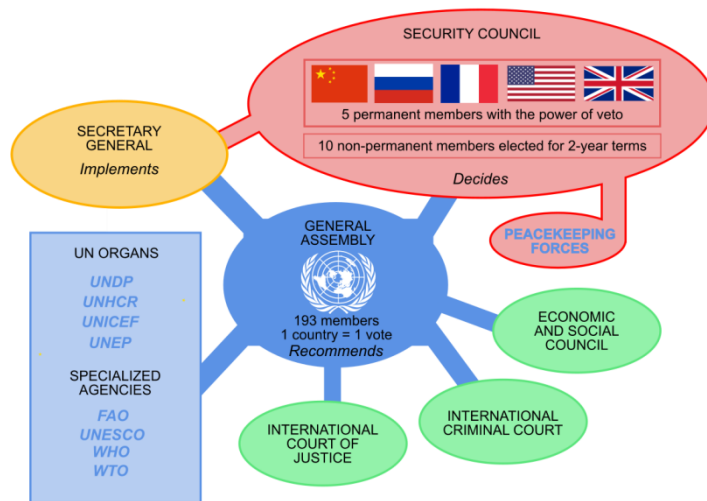 SECURITY COUNCIL
5 permanent members with the power of veto
10 non-permanent members elected for 2-year terms
Decides
SECRETARY
GENERAL
Implements
PEACEKEEPING
FORCES
GENERAL
ASSEMBLY
193 members
1 country = 1 vote
Recommends
UN ORGANS
UNDP
UNHCR
UNICEF
UNEP
SPECIALIZED
AGENCIES
FAO
UNESCO
WHO
WTO
ECONOMIC
AND SOCIAL
COUNCIL
INTERNATIONAL
CRIMINAL COURT
INTERNATIONAL
COURT OF
JUSTICE